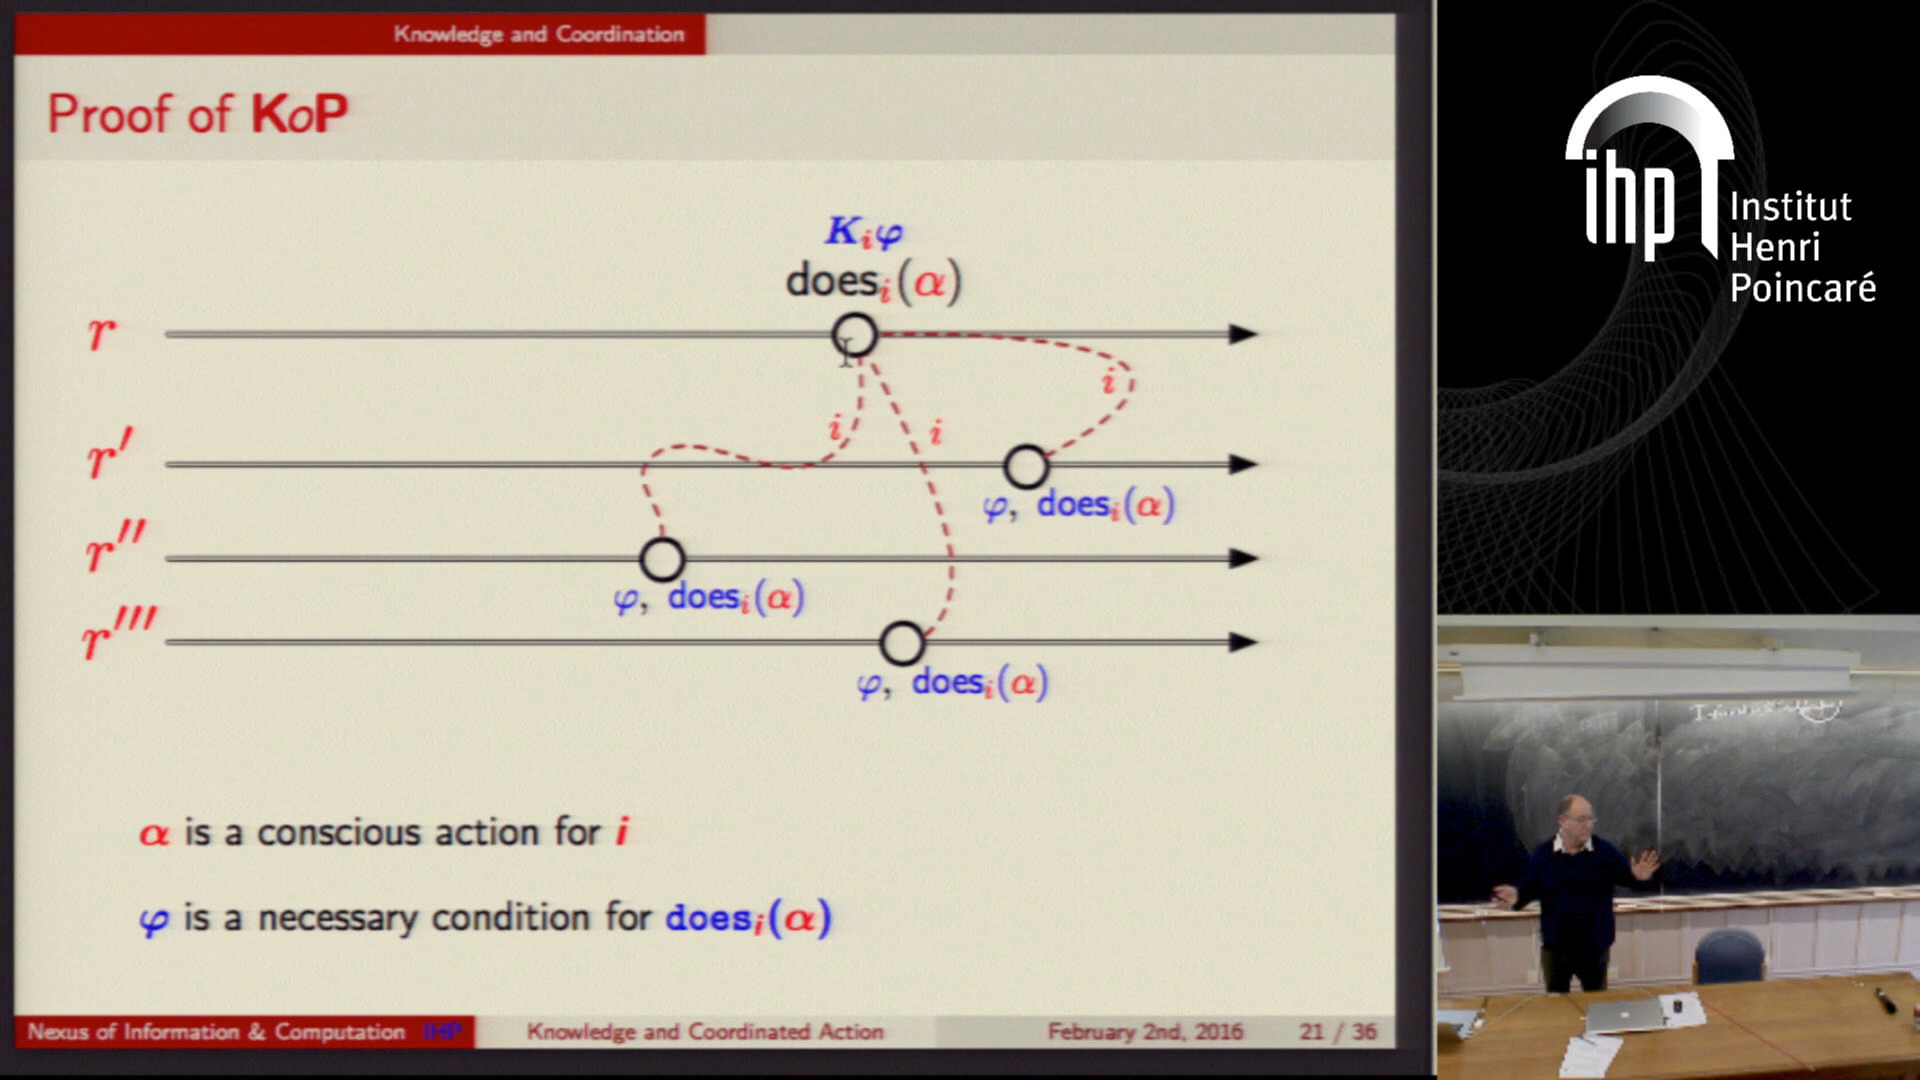 Knowledge and Coordination
Proof of KoP
K_i φ
does_i(α)
r
i
r′
i
i
φ, does_i(α)
r″
φ, does_i(α)
r‴
φ, does_i(α)
α is a conscious action for i
φ is a necessary condition for does_i(α)
Nexus of Information & Computation IHP
Knowledge and Coordinated Action
February 2nd, 2016
21 / 36
ihp
Institut
Henri
Poincaré